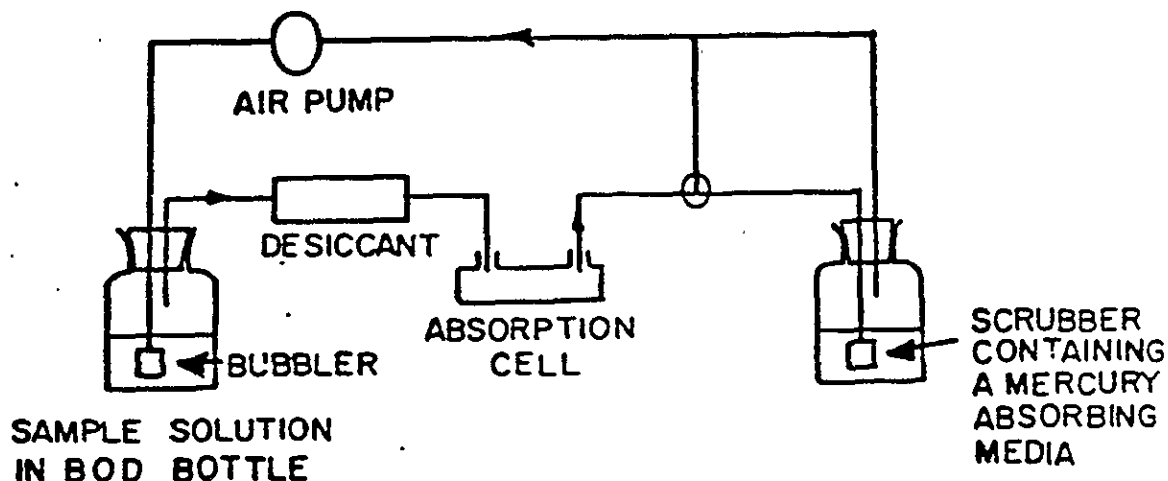 AIR PUMP
DESICCANT
ABSORPTION
CELL
BUBBLER
SAMPLE SOLUTION
IN BOD BOTTLE
SCRUBBER
CONTAINING
A MERCURY
ABSORBING
MEDIA